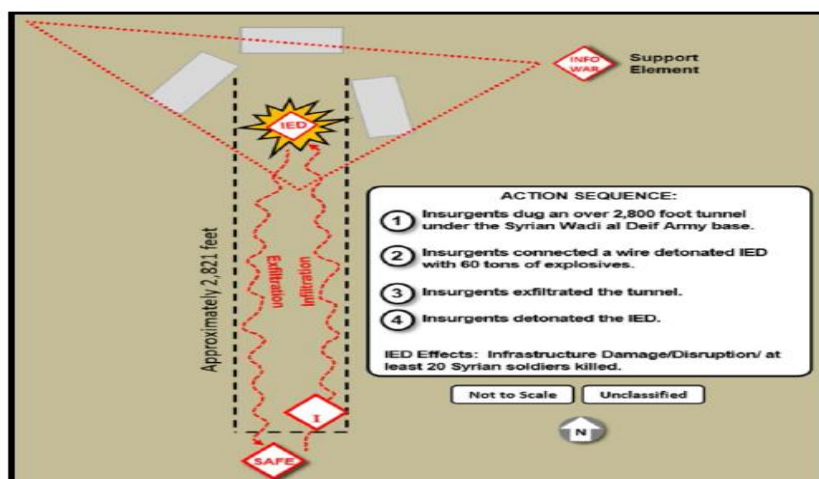 INFO
WAR
Support
Element
IED
Approximately 2,821 feet
Exfiltration
Infiltration
ACTION SEQUENCE:
1 Insurgents dug an over 2,800 foot tunnel
under the Syrian Wadi al Deif Army base.
2 Insurgents connected a wire detonated IED
with 60 tons of explosives.
3 Insurgents exfiltrated the tunnel.
4 Insurgents detonated the IED.
IED Effects: Infrastructure Damage/Disruption/ at
least 20 Syrian soldiers killed.
Not to Scale
Unclassified
I
N
SAFE